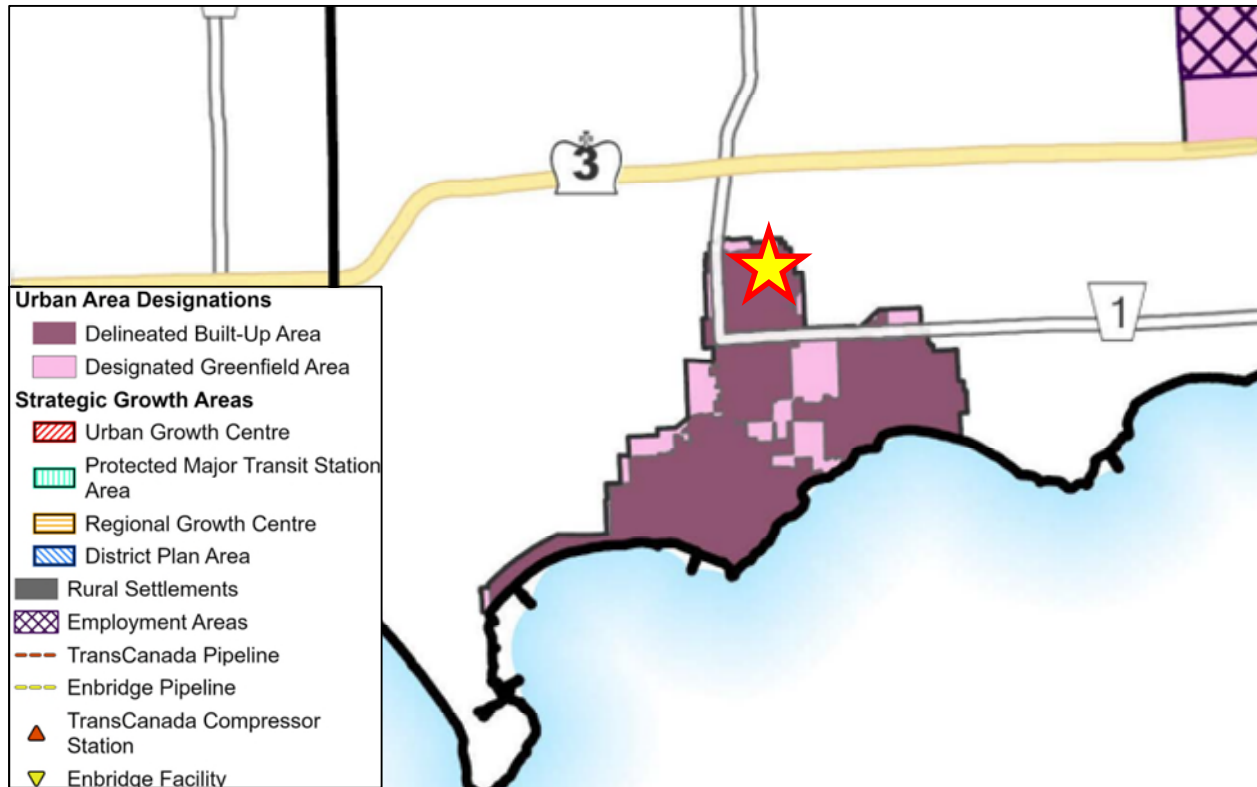 3
1
Urban Area Designations
Delineated Built-Up Area
Designated Greenfield Area
Strategic Growth Areas
Urban Growth Centre
Protected Major Transit Station
Area
Regional Growth Centre
District Plan Area
Rural Settlements
Employment Areas
TransCanada Pipeline
Enbridge Pipeline
TransCanada Compressor
Station
Enbridge Facility